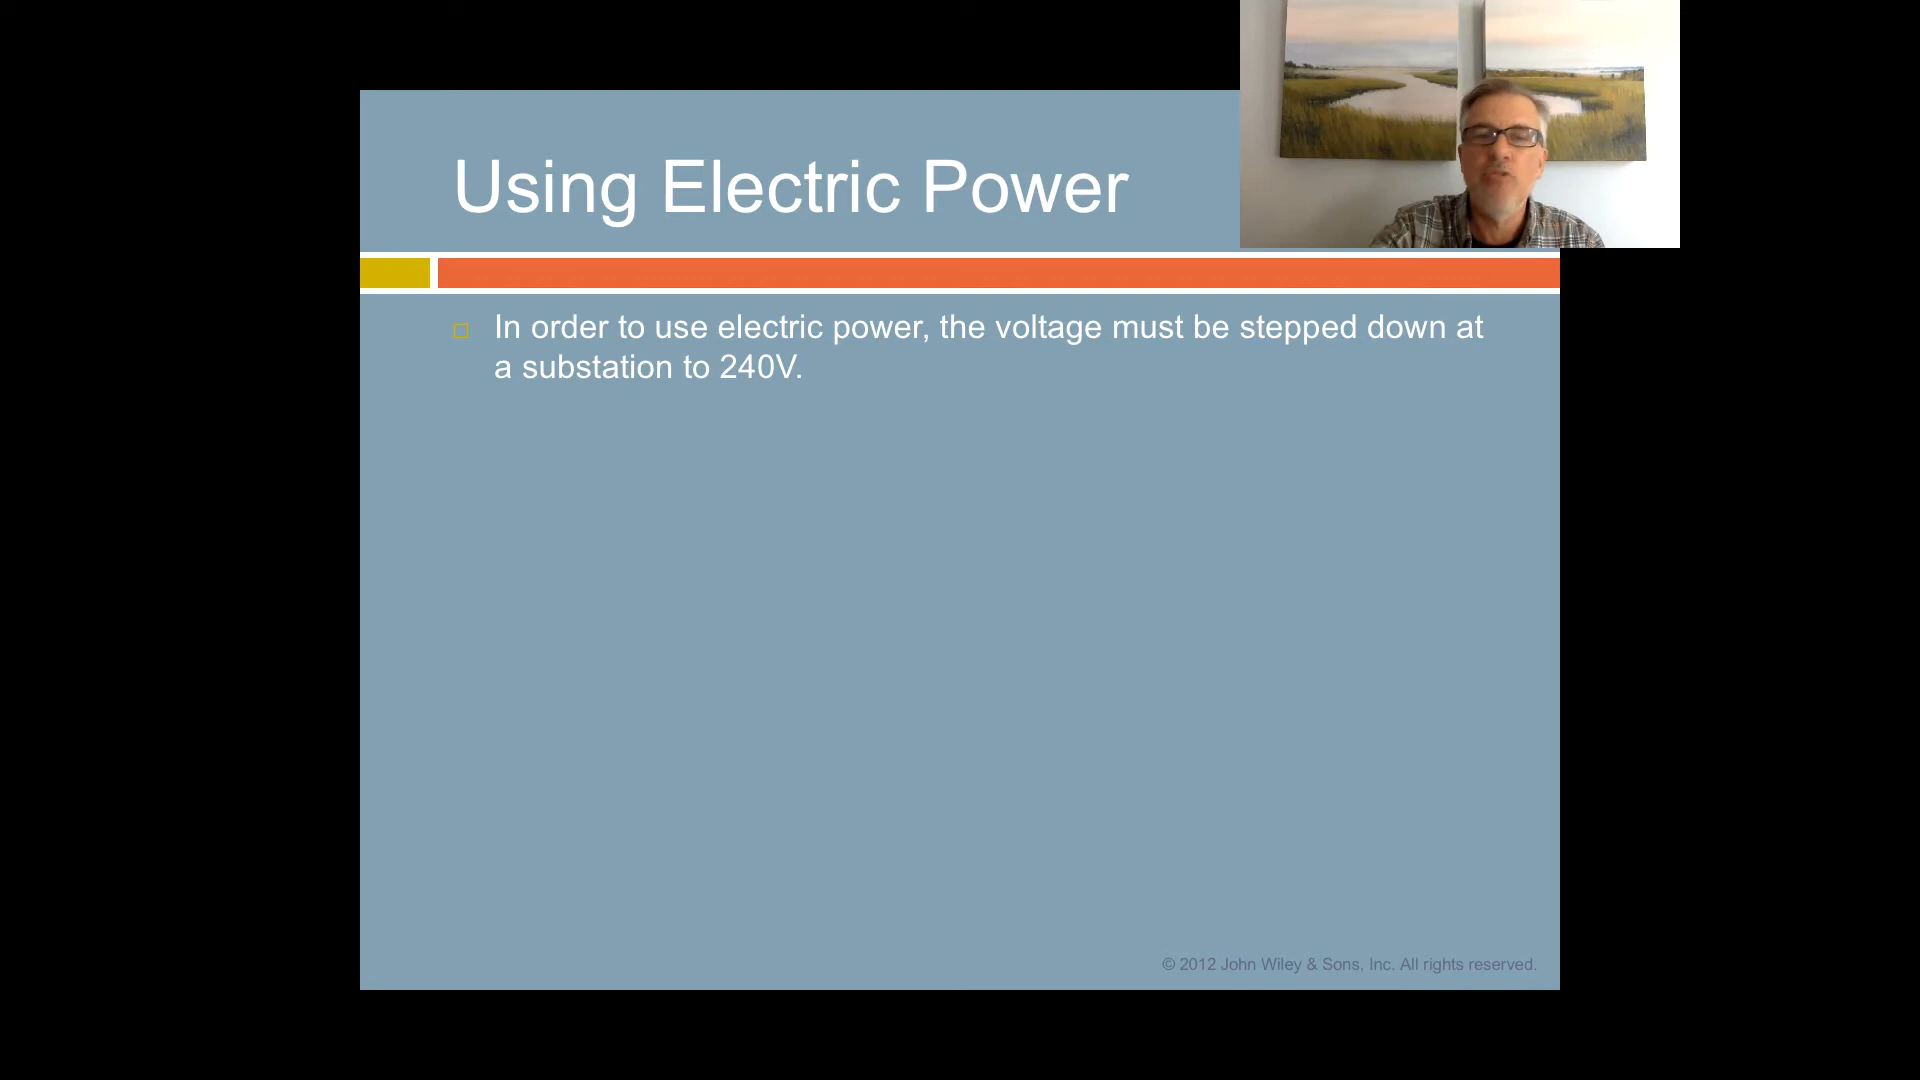 Using Electric Power
In order to use electric power, the voltage must be stepped down at
a substation to 240V.
© 2012 John Wiley & Sons, Inc. All rights reserved.